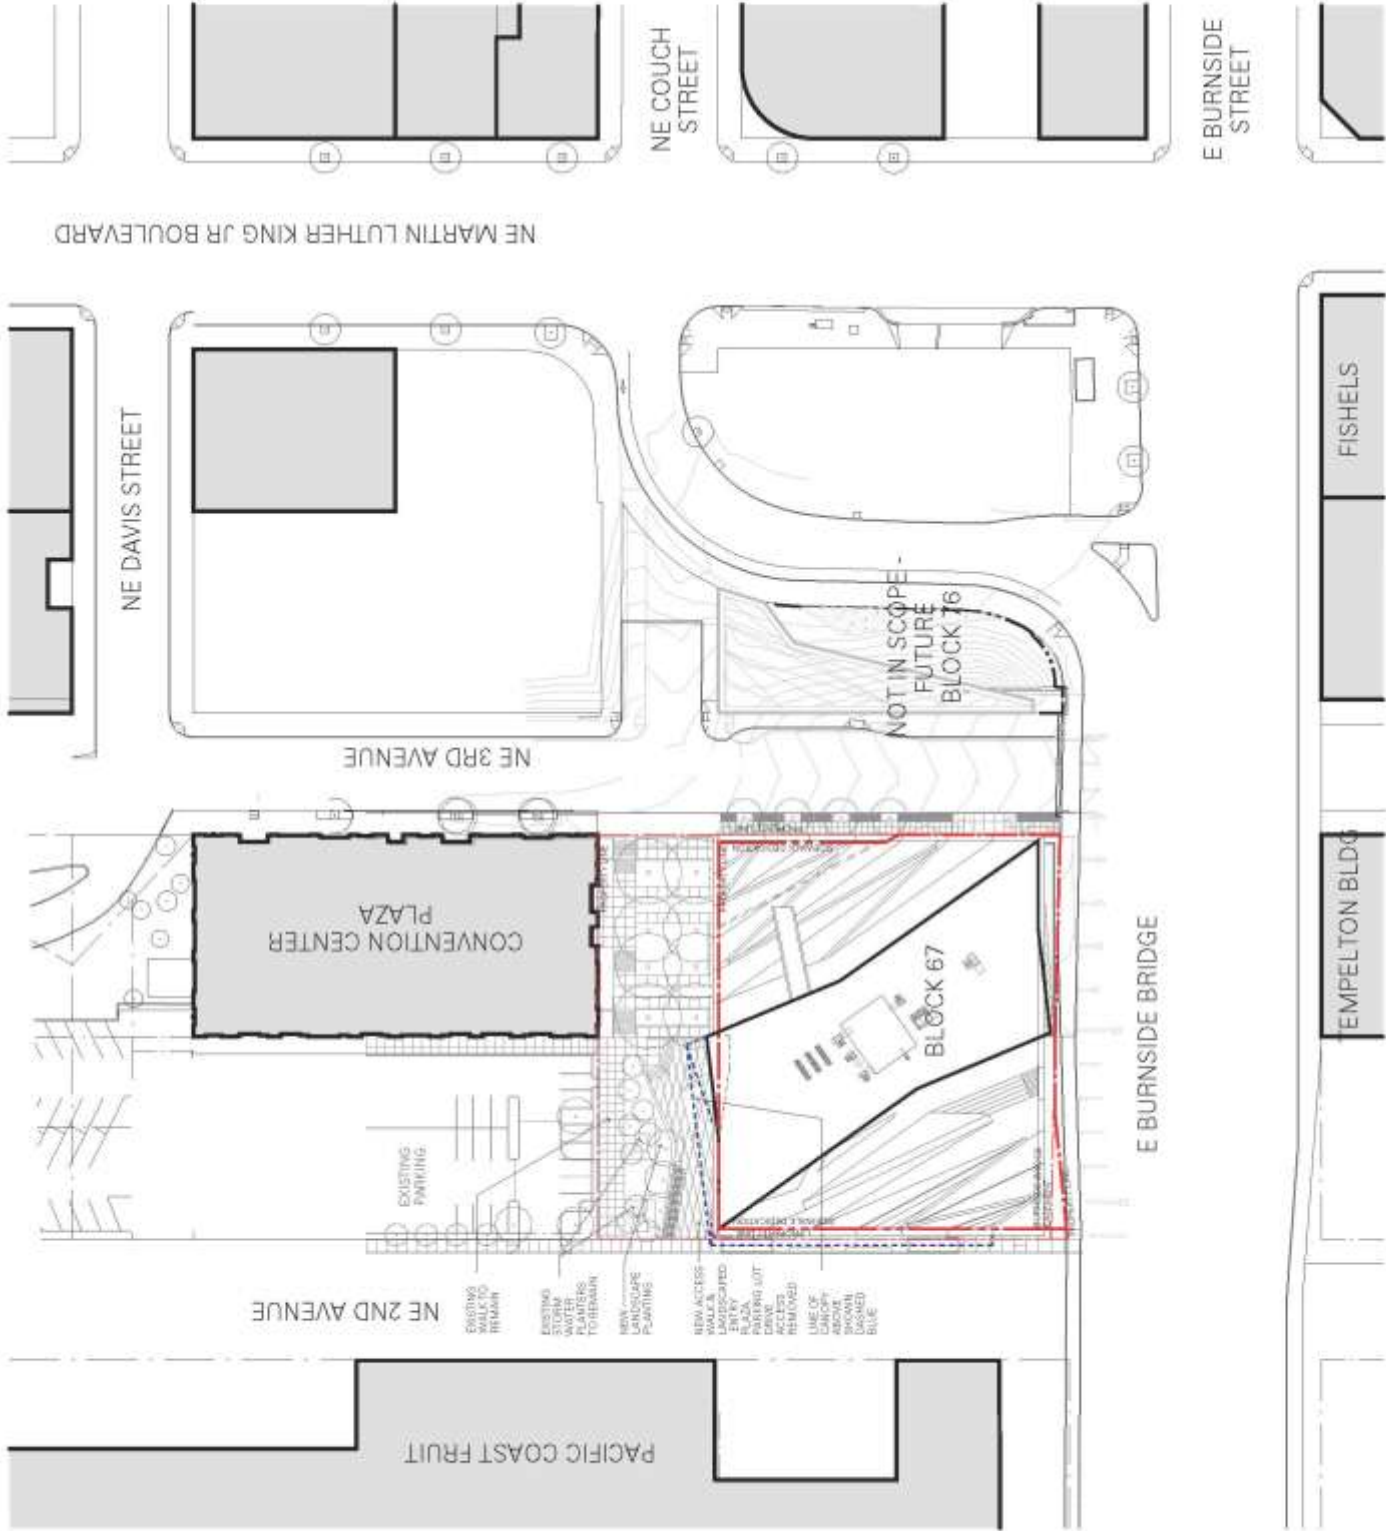 NE COUCH
STREET
E BURNSIDE
STREET
NE MARTIN LUTHER KING JR BOULEVARD
NE DAVIS STREET
FISHELS
NOT IN SCOPE -
FUTURE
BLOCK 76
NE 3RD AVENUE
CONVENTION CENTER
PLAZA
BLOCK 67
TEMPELTON BLDG
E BURNSIDE BRIDGE
EXISTING
PARKING
NE 2ND AVENUE
EXISTING
WALK TO
REMAIN
EXISTING
STORM
WATER
PLANTERS
TO REMAIN
NEW
LANDSCAPE
PLANTING
NEW ACCESS
WALK &
LANDSCAPED
ENTRY
PLAZA.
PARKING LOT
DRIVE
ACCESS
REMOVED
LINE OF
CANOPY
ABOVE
SHOWN
DASHED
BLUE
PACIFIC COAST FRUIT